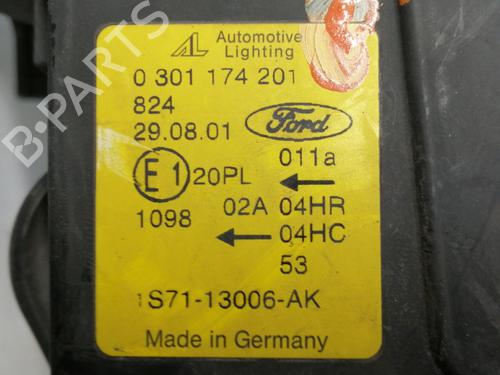 Automotive
Lighting
0 301 174 201
824
29.08.01
Ford
011a
E1 20PL
1098
02A 04HR
04HC
53
1S71-13006-AK
Made in Germany
B-Parts